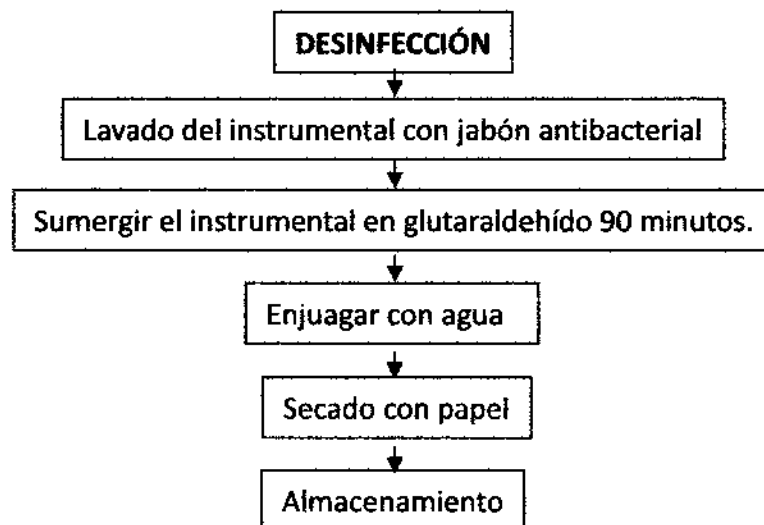 DESINFECCIÓN
Lavado del instrumental con jabón antibacterial
Sumergir el instrumental en glutaraldehído 90 minutos.
Enjuagar con agua
Secado con papel
Almacenamiento